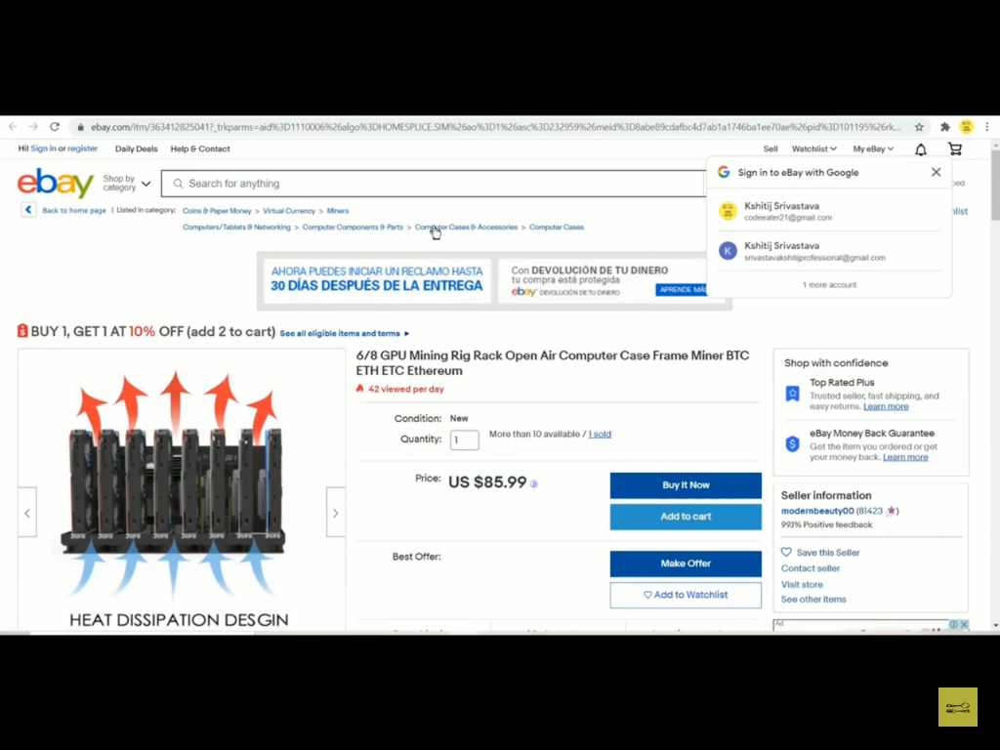 ebay.com/itm/363412825041?_trkparms=aid%3D1110006%26algo%3DHOMESPLICE.SIM%26ao%3D1%26asc%3D232959%26meid%3D8abe89cdafbc4d7ab1a1746ba1ee70ae%26pid%3D101195%26rk...
Hi! Sign in or register Daily Deals Help & Contact Sell Watchlist My eBay
ebay Shop by category Search for anything
Back to home page | Listed in category: Coins & Paper Money > Virtual Currency > Miners
Computers/Tablets & Networking > Computer Components & Parts > Computer Cases & Accessories > Computer Cases
Sign in to eBay with Google
Kshitij Srivastava
codeeater21@gmail.com
K
Kshitij Srivastava
srivastavakshitijprofessional@gmail.com
1 more account
AHORA PUEDES INICIAR UN RECLAMO HASTA
30 DÍAS DESPUÉS DE LA ENTREGA
Con DEVOLUCIÓN DE TU DINERO
tu compra está protegida
ebay DEVOLUCIÓN DE TU DINERO
APRENDE MÁS
BUY 1, GET 1 AT 10% OFF (add 2 to cart) See all eligible items and terms
HEAT DISSIPATION DESGIN
6/8 GPU Mining Rig Rack Open Air Computer Case Frame Miner BTC
ETH ETC Ethereum
42 viewed per day
Condition: New
Quantity: 1 More than 10 available / 1 sold
Price: US $85.99
Buy It Now
Add to cart
Best Offer:
Make Offer
Add to Watchlist
Shop with confidence
Top Rated Plus
Trusted seller, fast shipping, and
easy returns. Learn more
eBay Money Back Guarantee
Get the item you ordered or get
your money back. Learn more
Seller information
modernbeauty00 (81423 )
99.1% Positive feedback
Save this Seller
Contact seller
Visit store
See other items
Ad